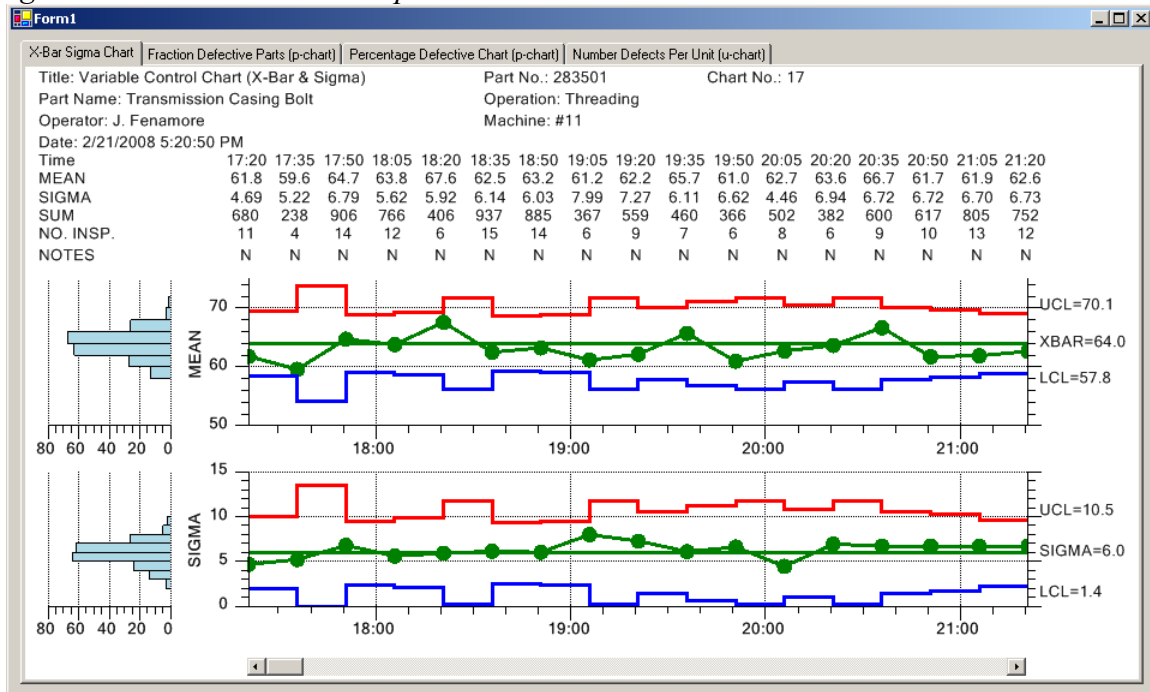 Form1
X-Bar Sigma Chart Fraction Defective Parts (p-chart) Percentage Defective Chart (p-chart) Number Defects Per Unit (u-chart)
Title: Variable Control Chart (X-Bar & Sigma) Part No.: 283501 Chart No.: 17
Part Name: Transmission Casing Bolt Operation: Threading
Operator: J. Fenamore Machine: #11
Date: 2/21/2008 5:20:50 PM
Time 17:20 17:35 17:50 18:05 18:20 18:35 18:50 19:05 19:20 19:35 19:50 20:05 20:20 20:35 20:50 21:05 21:20
MEAN 61.8 59.6 64.7 63.8 67.6 62.5 63.2 61.2 62.2 65.7 61.0 62.7 63.6 66.7 61.7 61.9 62.6
SIGMA 4.69 5.22 6.79 5.62 5.92 6.14 6.03 7.99 7.27 6.11 6.62 4.46 6.94 6.72 6.72 6.70 6.73
SUM 680 238 906 766 406 937 885 367 559 460 366 502 382 600 617 805 752
NO. INSP. 11 4 14 12 6 15 14 6 9 7 6 8 6 9 10 13 12
NOTES N N N N N N N N N N N N N N N N N
70 UCL=70.1
MEAN XBAR=64.0
60 LCL=57.8
50
80 60 40 20 0 18:00 19:00 20:00 21:00
15
10 UCL=10.5
SIGMA SIGMA=6.0
5
0 LCL=1.4
80 60 40 20 0 18:00 19:00 20:00 21:00